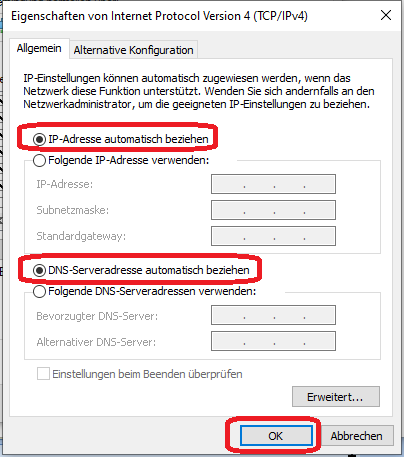 Eigenschaften von Internet Protocol Version 4 (TCP/IPv4)
Allgemein Alternative Konfiguration
IP-Einstellungen können automatisch zugewiesen werden, wenn das
Netzwerk diese Funktion unterstützt. Wenden Sie sich andernfalls an den
Netzwerkadministrator, um die geeigneten IP-Einstellungen zu beziehen.
IP-Adresse automatisch beziehen
Folgende IP-Adresse verwenden:
IP-Adresse:
Subnetzmaske:
Standardgateway:
DNS-Serveradresse automatisch beziehen
Folgende DNS-Serveradressen verwenden:
Bevorzugter DNS-Server:
Alternativer DNS-Server:
Einstellungen beim Beenden überprüfen
Erweitert...
OK Abbrechen